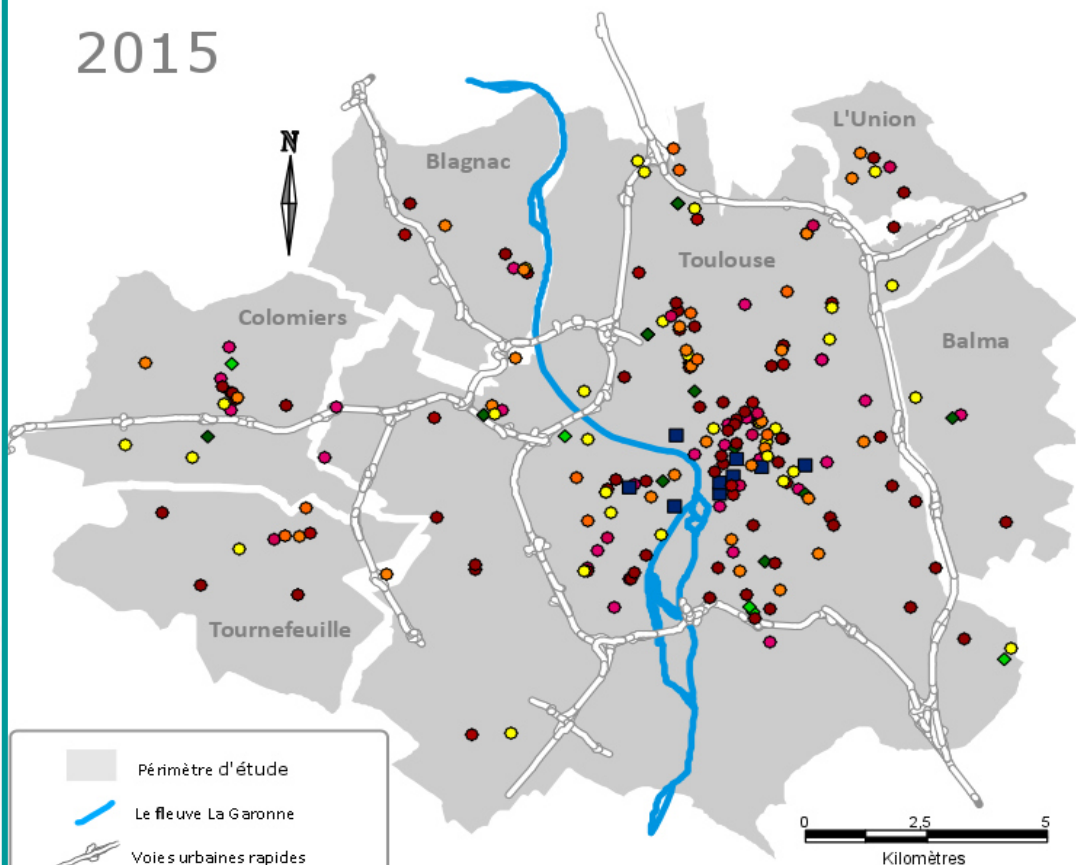 2015
N
L'Union
Blagnac
Toulouse
Colomiers
Balma
Tournefeuille
Périmètre d'étude
Le fleuve La Garonne
Voies urbaines rapides
0 2,5 5
Kilomètres